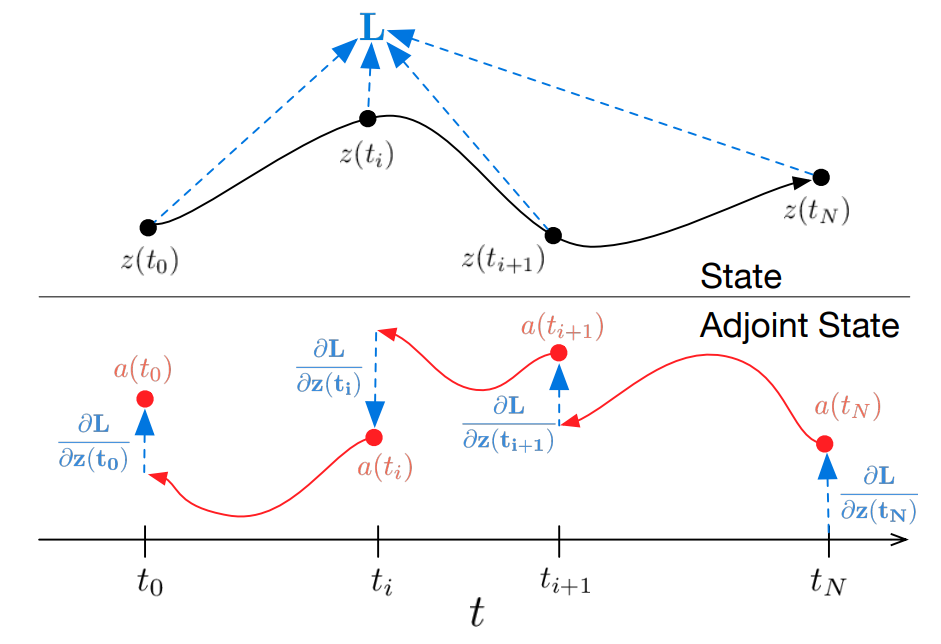 L
z(t_i)
z(t_N)
z(t_0)
z(t_{i+1})
State
Adjoint State
a(t_{i+1})
∂L/∂z(t_i)
a(t_0)
a(t_N)
∂L/∂z(t_0)
∂L/∂z(t_{i+1})
a(t_i)
∂L/∂z(t_N)
t_0
t_i
t_{i+1}
t_N
t